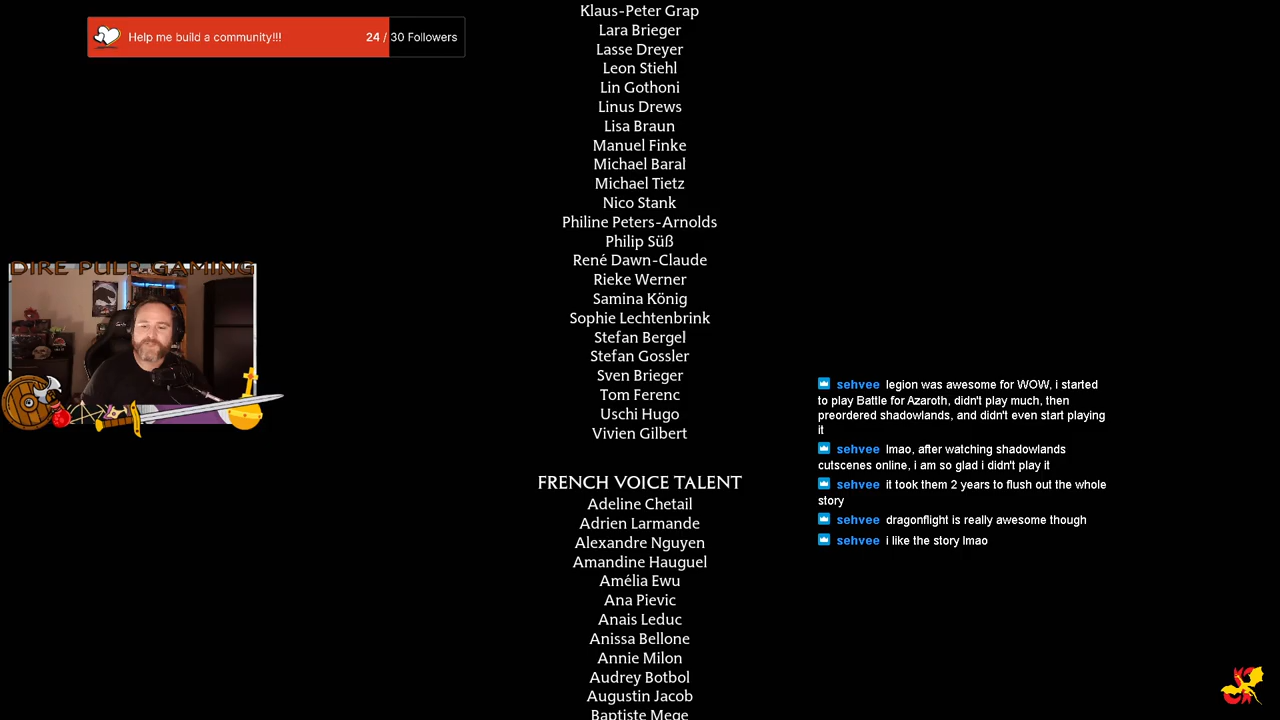 Help me build a community!!! 24 / 30 Followers
DIRE PULP GAMING
Klaus-Peter Grap
Lara Brieger
Lasse Dreyer
Leon Stiehl
Lin Gothoni
Linus Drews
Lisa Braun
Manuel Finke
Michael Baral
Michael Tietz
Nico Stank
Philine Peters-Arnolds
Philip Süß
René Dawn-Claude
Rieke Werner
Samina König
Sophie Lechtenbrink
Stefan Bergel
Stefan Gossler
Sven Brieger
Tom Ferenc
Uschi Hugo
Vivien Gilbert
FRENCH VOICE TALENT
Adeline Chetail
Adrien Larmande
Alexandre Nguyen
Amandine Hauguel
Amélia Ewu
Ana Pievic
Anais Leduc
Anissa Bellone
Annie Milon
Audrey Botbol
Augustin Jacob
Baptiste Mege
sehvee legion was awesome for WOW, i started
to play Battle for Azaroth, didn't play much, then
preordered shadowlands, and didn't even start playing
it
sehvee lmao, after watching shadowlands
cutscenes online, i am so glad i didn't play it
sehvee it took them 2 years to flush out the whole
story
sehvee dragonflight is really awesome though
sehvee i like the story lmao